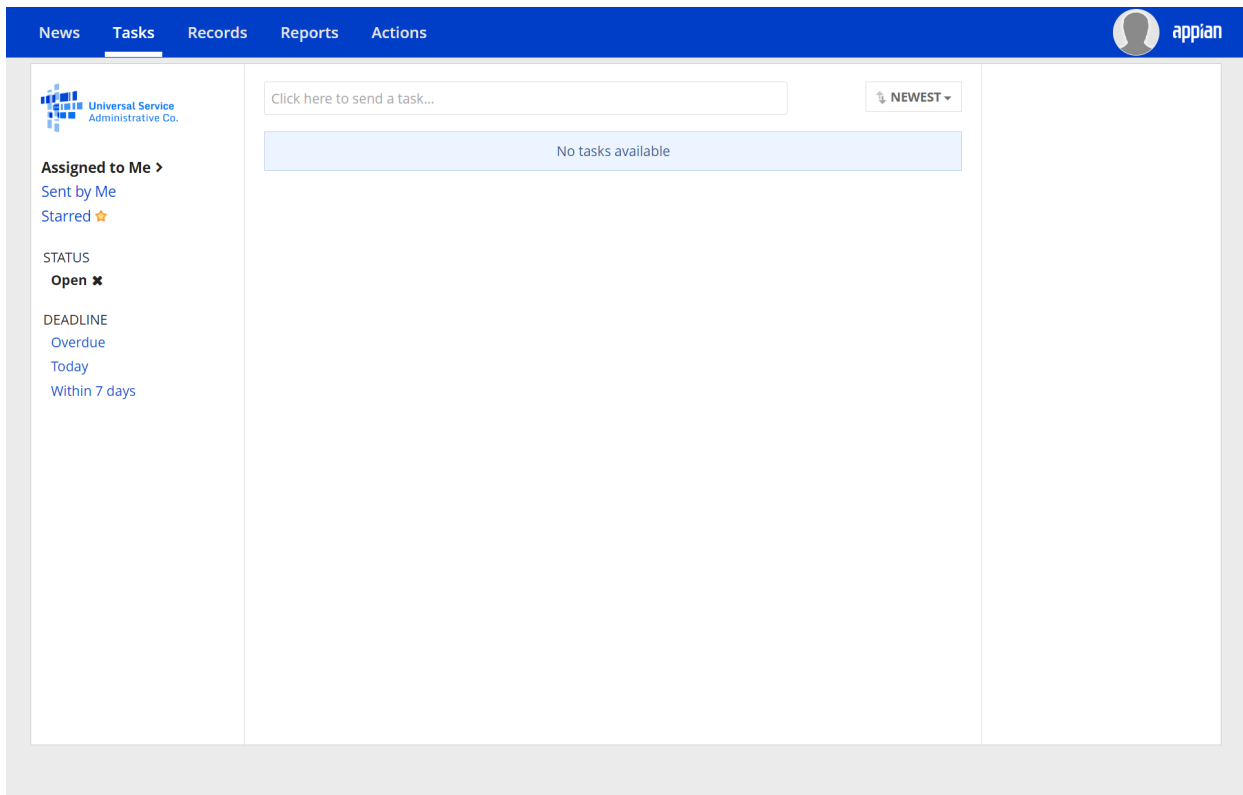 News Tasks Records Reports Actions appian
Universal Service
Administrative Co.
Click here to send a task...
NEWEST
No tasks available
Assigned to Me
Sent by Me
Starred
STATUS
Open
DEADLINE
Overdue
Today
Within 7 days